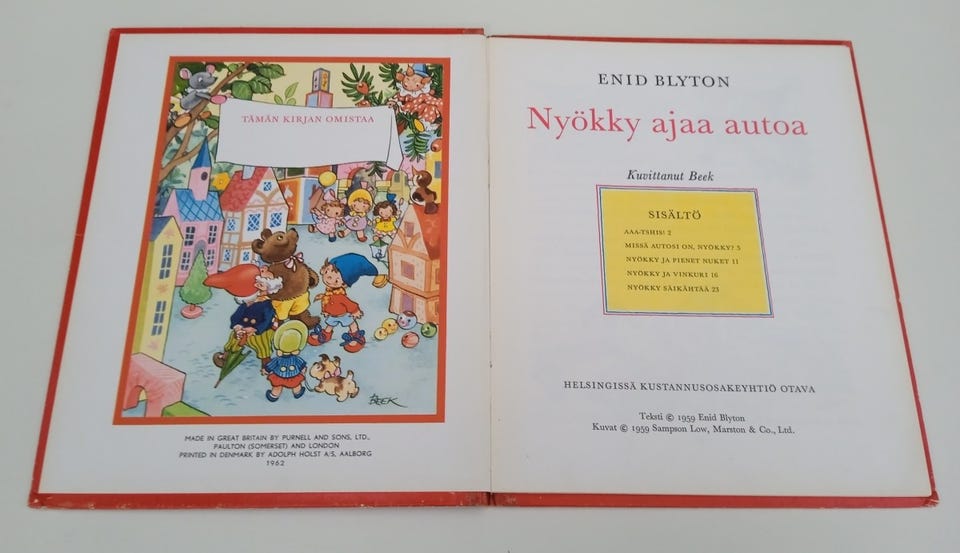 TÄMÄN KIRJAN OMISTAA
BEEK
MADE IN GREAT BRITAIN BY PURNELL AND SONS, LTD.,
PAULTON (SOMERSET) AND LONDON
PRINTED IN DENMARK BY ADOLPH HOLST A/S, AALBORG
1962
ENID BLYTON
Nyökky ajaa autoa
Kuvittanut Beek
SISÄLTÖ
AAA-TSHIS! 2
MISSÄ AUTOSI ON, NYÖKKY? 5
NYÖKKY JA PIENET NUKET 11
NYÖKKY JA VINKURI 16
NYÖKKY SÄIKÄHTÄÄ 23
HELSINGISSÄ KUSTANNUSOSAKEYHTIÖ OTAVA
Teksti © 1959 Enid Blyton
Kuvat © 1959 Sampson Low, Marston & Co., Ltd.